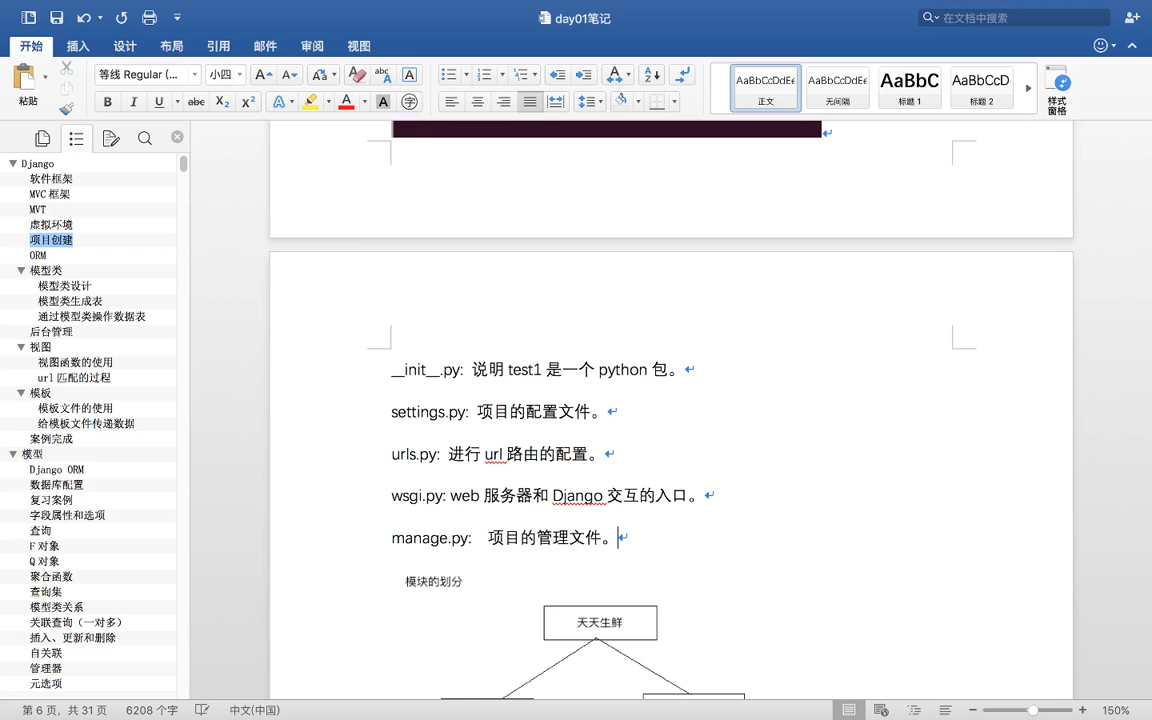 day01笔记
在文档中搜索
开始 插入 设计 布局 引用 邮件 审阅 视图
粘贴
等线 Regular (... 小四
AaBbCcDdEe AaBbCcDdEe AaBbC AaBbCcD
正文 无间隔 标题 1 标题 2
样式
窗格
Django
软件框架
MVC 框架
MVT
虚拟环境
项目创建
ORM
模型类
模型类设计
模型类生成表
通过模型类操作数据表
后台管理
视图
视图函数的使用
url 匹配的过程
模板
模板文件的使用
给模板文件传递数据
案例完成
模型
Django ORM
数据库配置
复习案例
字段属性和选项
查询
F 对象
Q 对象
聚合函数
查询集
模型类关系
关联查询（一对多）
插入、更新和删除
自关联
管理器
元选项
__init__.py: 说明 test1 是一个 python 包。
settings.py: 项目的配置文件。
urls.py: 进行 url 路由的配置。
wsgi.py: web 服务器和 Django 交互的入口。
manage.py: 项目的管理文件。
模块的划分
天天生鲜
第 6 页，共 31 页 6208 个字 中文(中国) 150%